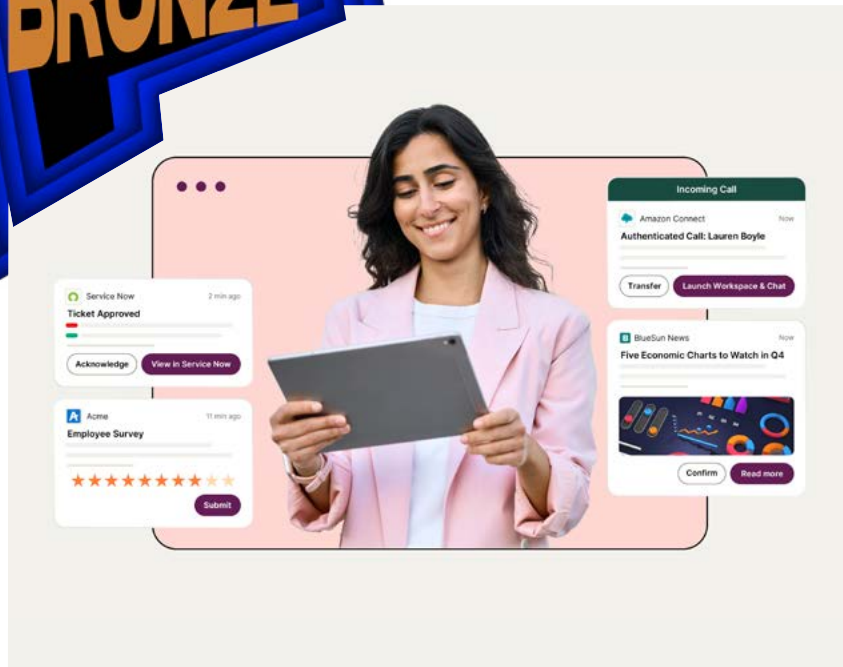 BRONZE
Incoming Call
Amazon Connect Now
Authenticated Call: Lauren Boyle
Transfer Launch Workspace & Chat
Service Now 2 min ago
Ticket Approved
Acknowledge View in Service Now
BlueSun News Now
Five Economic Charts to Watch in Q4
Confirm Read more
A Acme 11 min ago
Employee Survey
Submit